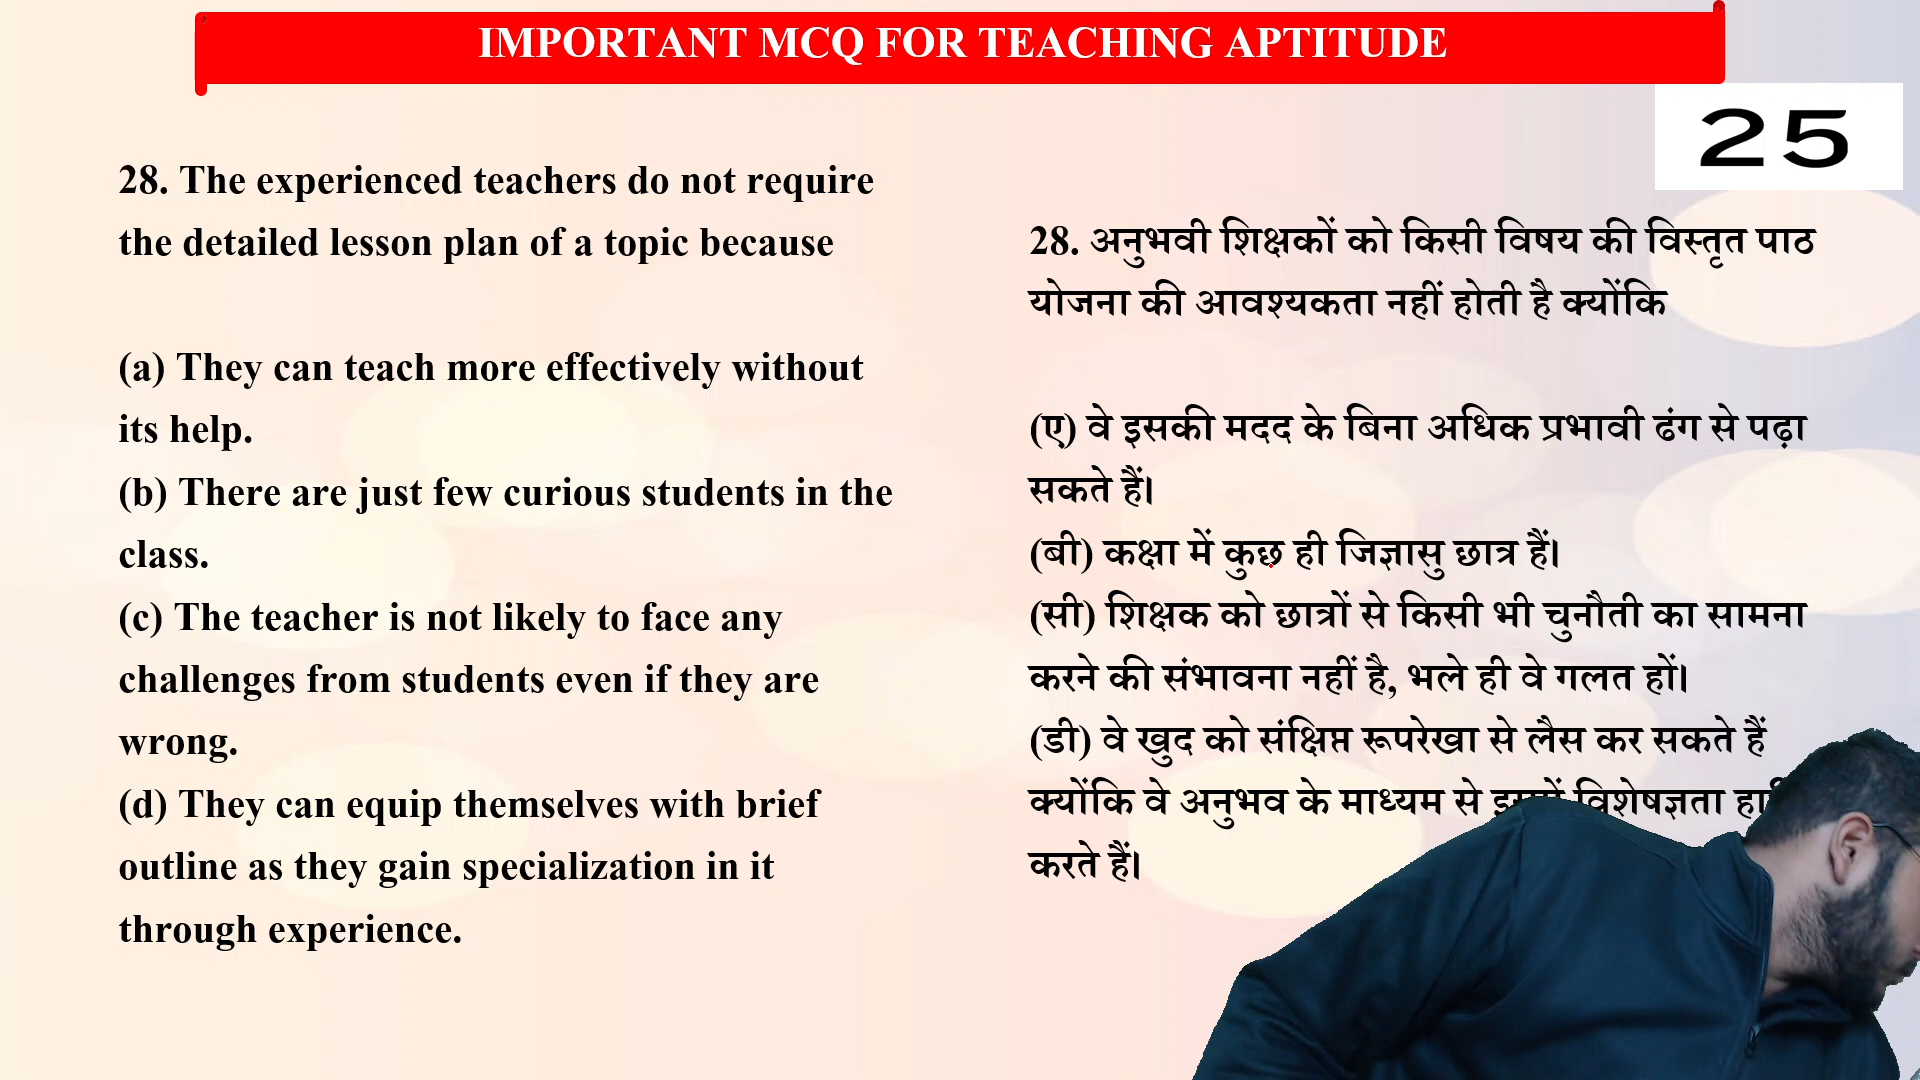 IMPORTANT MCQ FOR TEACHING APTITUDE
25
28. The experienced teachers do not require
the detailed lesson plan of a topic because
(a) They can teach more effectively without
its help.
(b) There are just few curious students in the
class.
(c) The teacher is not likely to face any
challenges from students even if they are
wrong.
(d) They can equip themselves with brief
outline as they gain specialization in it
through experience.
28. अनुभवी शिक्षकों को किसी विषय की विस्तृत पाठ
योजना की आवश्यकता नहीं होती है क्योंकि
(ए) वे इसकी मदद के बिना अधिक प्रभावी ढंग से पढ़ा
सकते हैं।
(बी) कक्षा में कुछ ही जिज्ञासु छात्र हैं।
(सी) शिक्षक को छात्रों से किसी भी चुनौती का सामना
करने की संभावना नहीं है, भले ही वे गलत हों।
(डी) वे खुद को संक्षिप्त रूपरेखा से लैस कर सकते हैं
क्योंकि वे अनुभव के माध्यम से विशेषज्ञता
करते हैं।